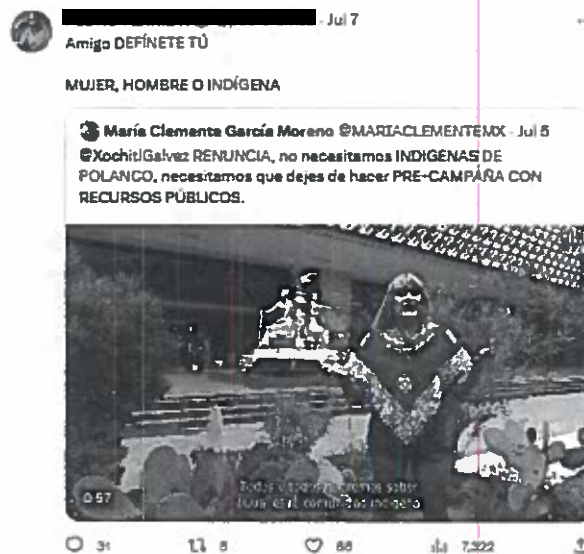 - Jul 7
Amigo DEFÍNETE TÚ
MUJER, HOMBRE O INDÍGENA
María Clemente García Moreno @MARIACLEMENTEMX - Jul 5
@XochitlGalvez RENUNCIA, no necesitamos INDIGENAS DE
POLANCO, necesitamos que dejes de hacer PRE-CAMPAÑA CON
RECURSOS PÚBLICOS.
0:57
31 8 88 7,322